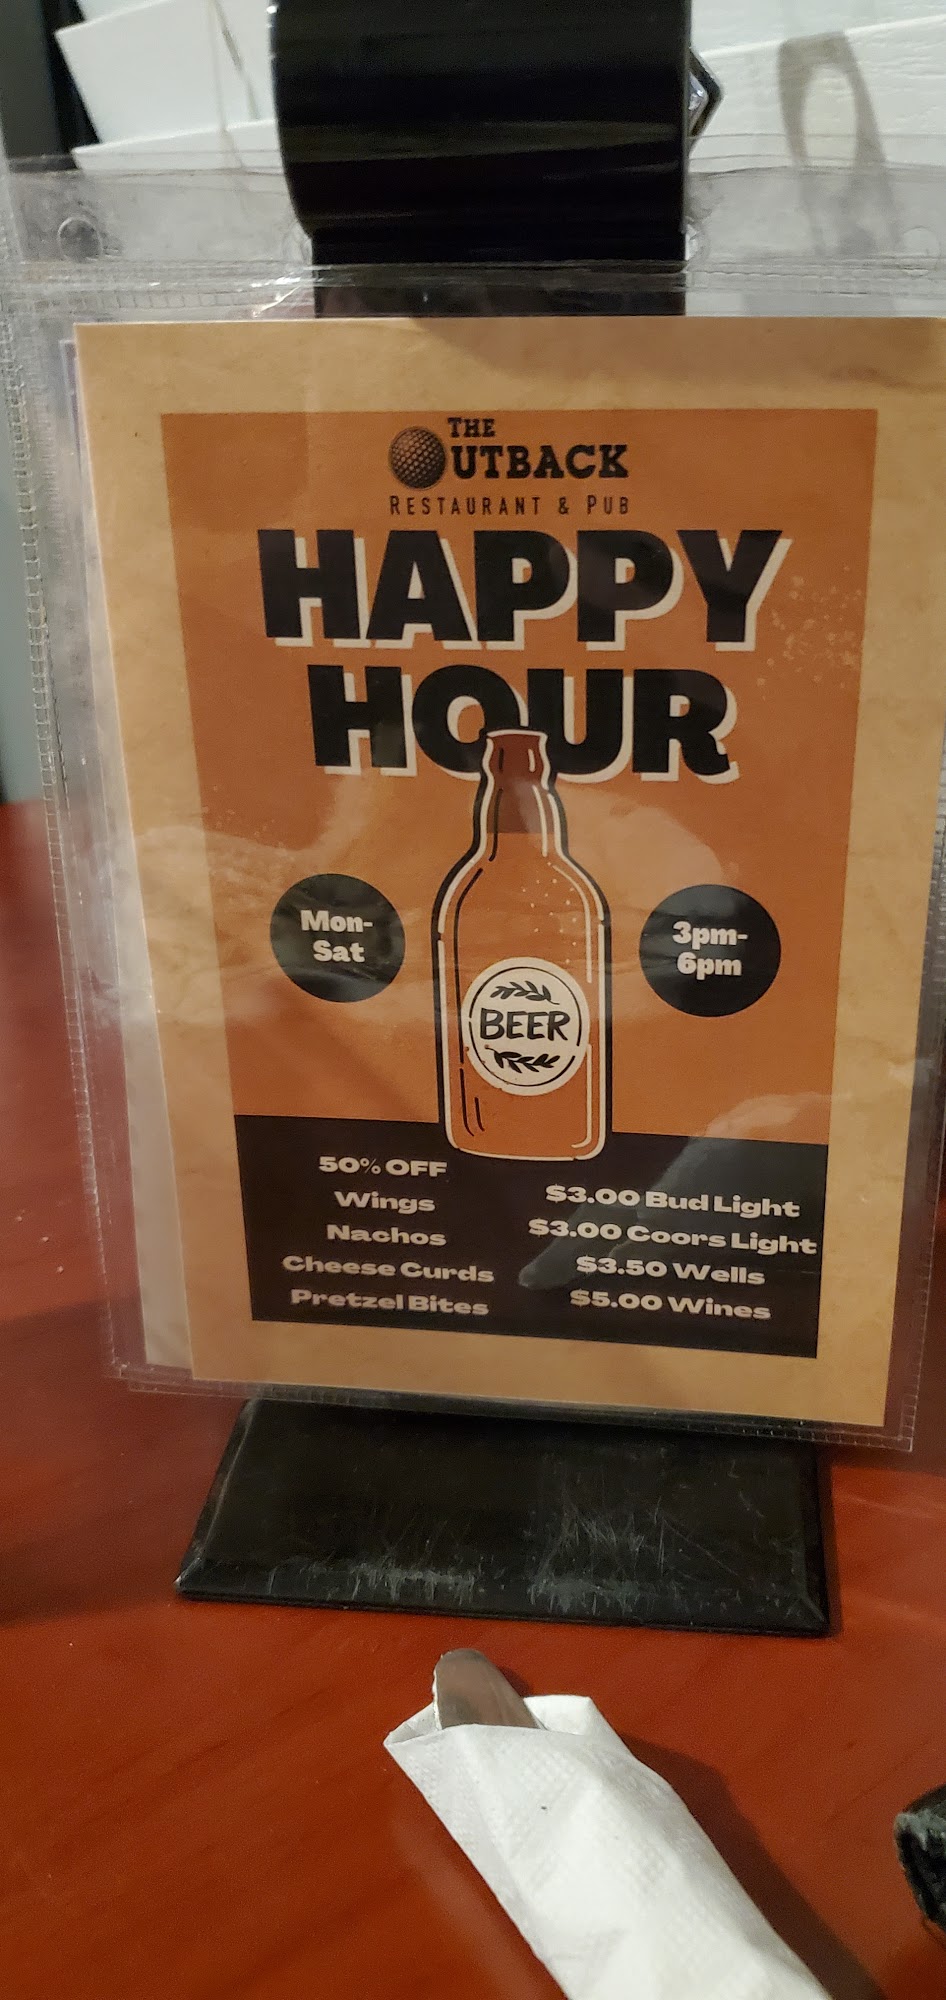 THE
OUTBACK
RESTAURANT & PUB
HAPPY
HOUR
Mon-
Sat
3pm-
6pm
BEER
50% OFF
Wings
Nachos
Cheese Curds
Pretzel Bites
$3.00 Bud Light
$3.00 Coors Light
$3.50 Wells
$5.00 Wines